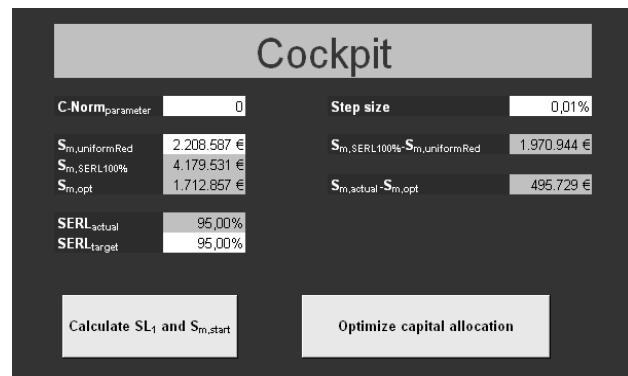 Cockpit
C-Normparameter 0 Step size 0,01%
Sm,uniformRed 2.208.587 € Sm,SERL100%-Sm,uniformRed 1.970.944 €
Sm,SERL100% 4.179.531 €
Sm,opt 1.712.857 € Sm,actual-Sm,opt 495.729 €
SERLactual 95,00%
SERLtarget 95,00%
Calculate SL1 and Sm,start Optimize capital allocation